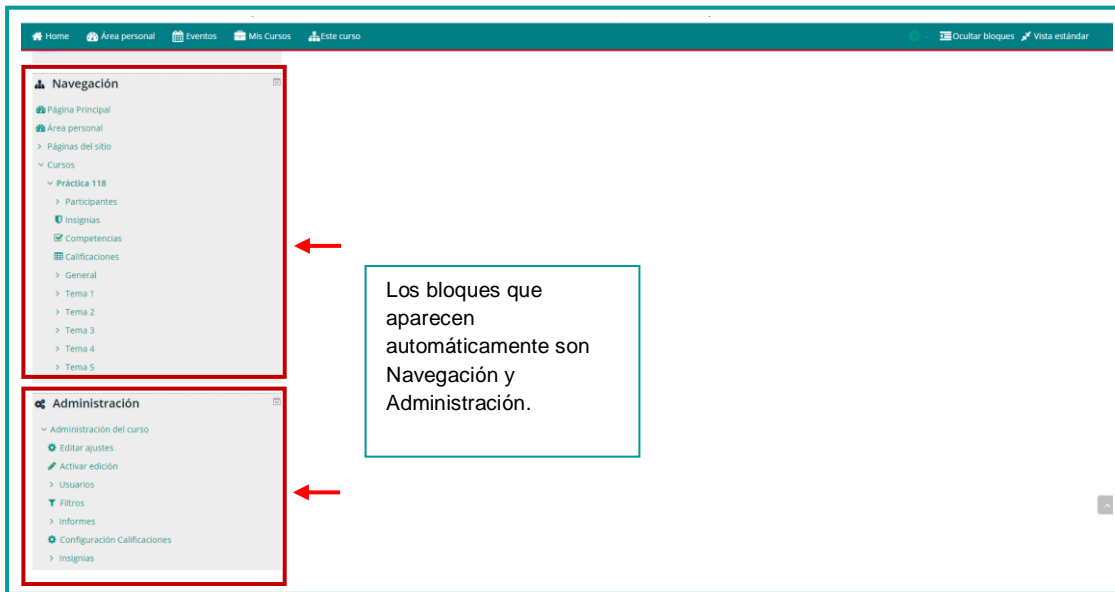 Home Área personal Eventos Mis Cursos Este curso Ocultar bloques Vista estándar
Navegación
Página Principal
Área personal
Páginas del sitio
Cursos
Práctica 118
Participantes
Insignias
Competencias
Calificaciones
General
Tema 1
Tema 2
Tema 3
Tema 4
Tema 5
Los bloques que
aparecen
automáticamente son
Navegación y
Administración.
Administración
Administración del curso
Editar ajustes
Activar edición
Usuarios
Filtros
Informes
Configuración Calificaciones
Insignias